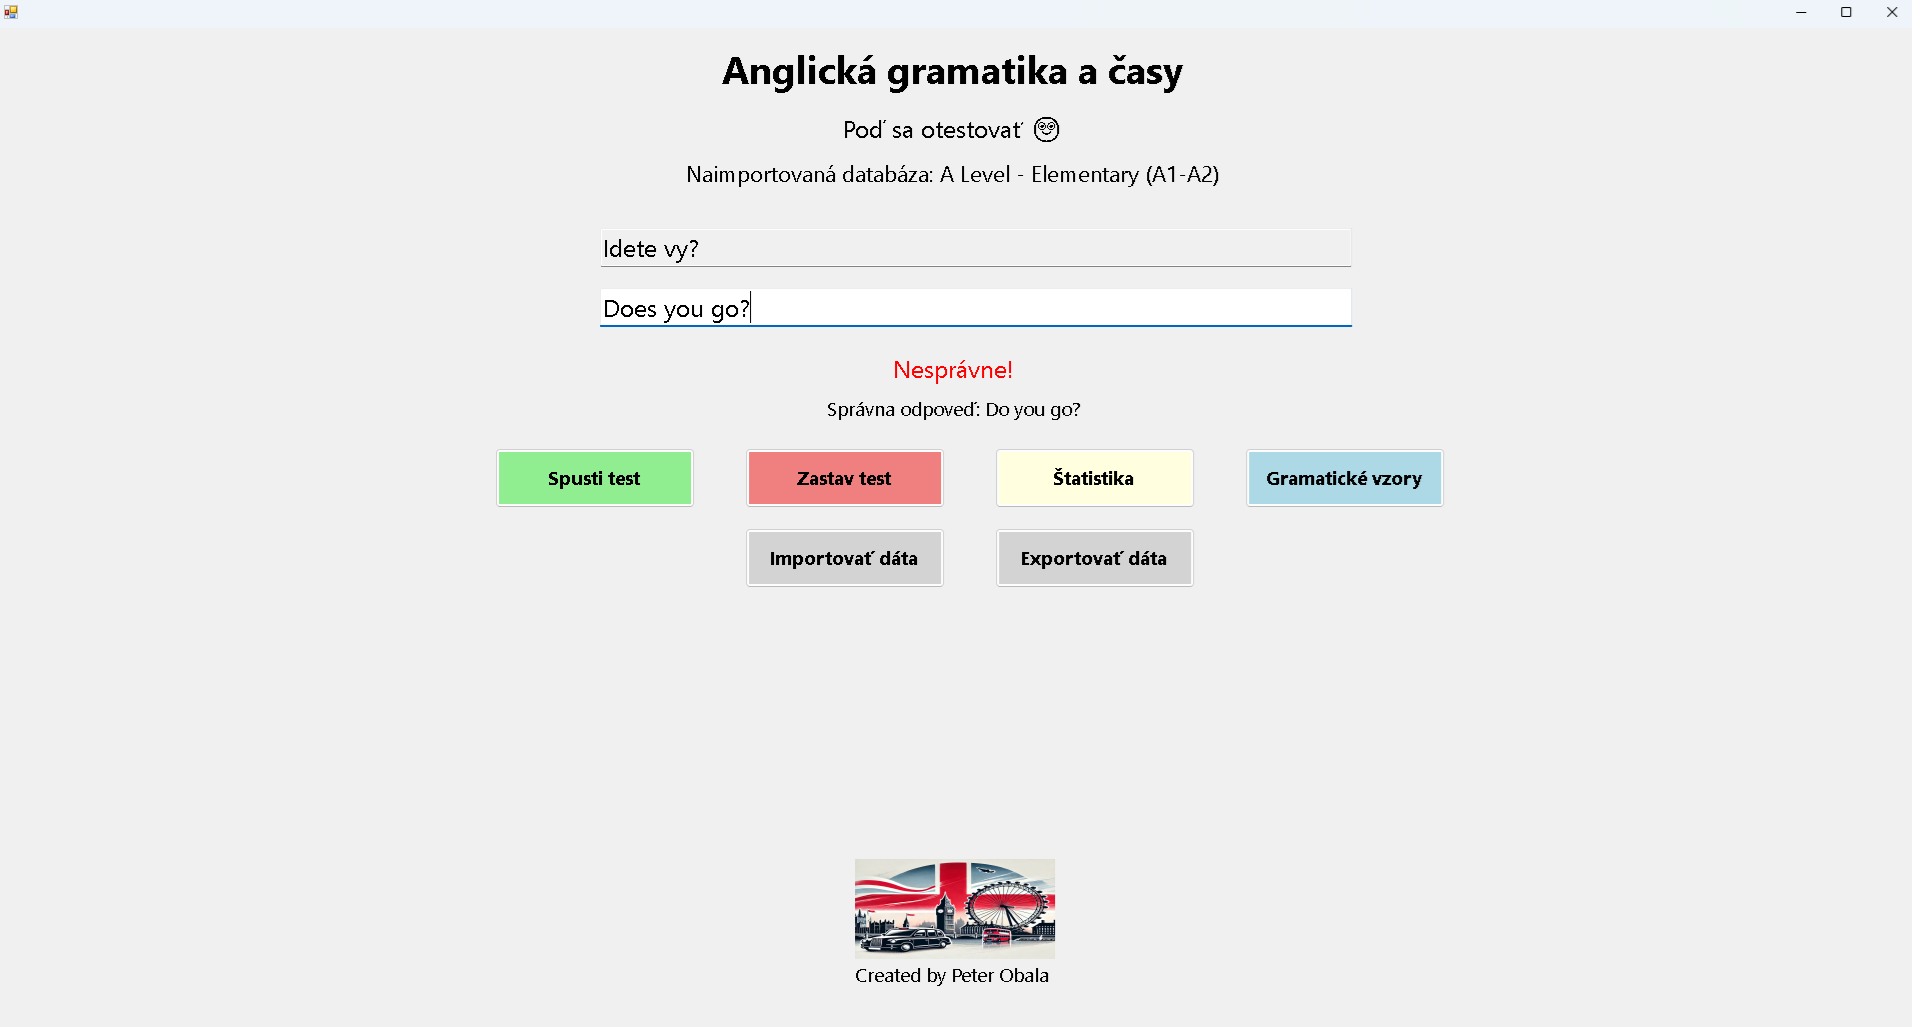 Anglická gramatika a časy
Poď sa otestovať 🤓
Naimportovaná databáza: A Level - Elementary (A1-A2)
Idete vy?
Does you go?
Nesprávne!
Správna odpoveď: Do you go?
Spusti test
Zastav test
Štatistika
Gramatické vzory
Importovať dáta
Exportovať dáta
Created by Peter Obala